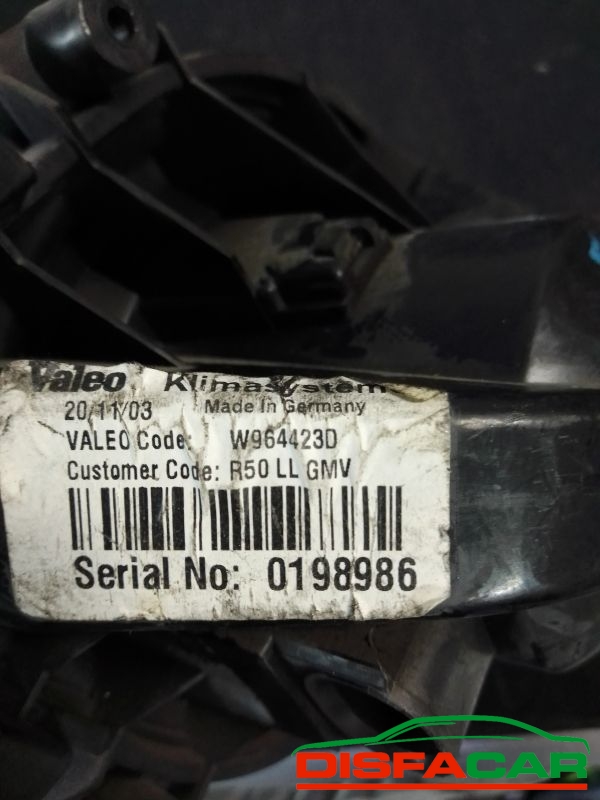 Valeo Klimasystem
20/11/03 Made In Germany
VALEO Code: W964423D
Customer Code: R50 LL GMV
Serial No: 0198986
DISFACAR